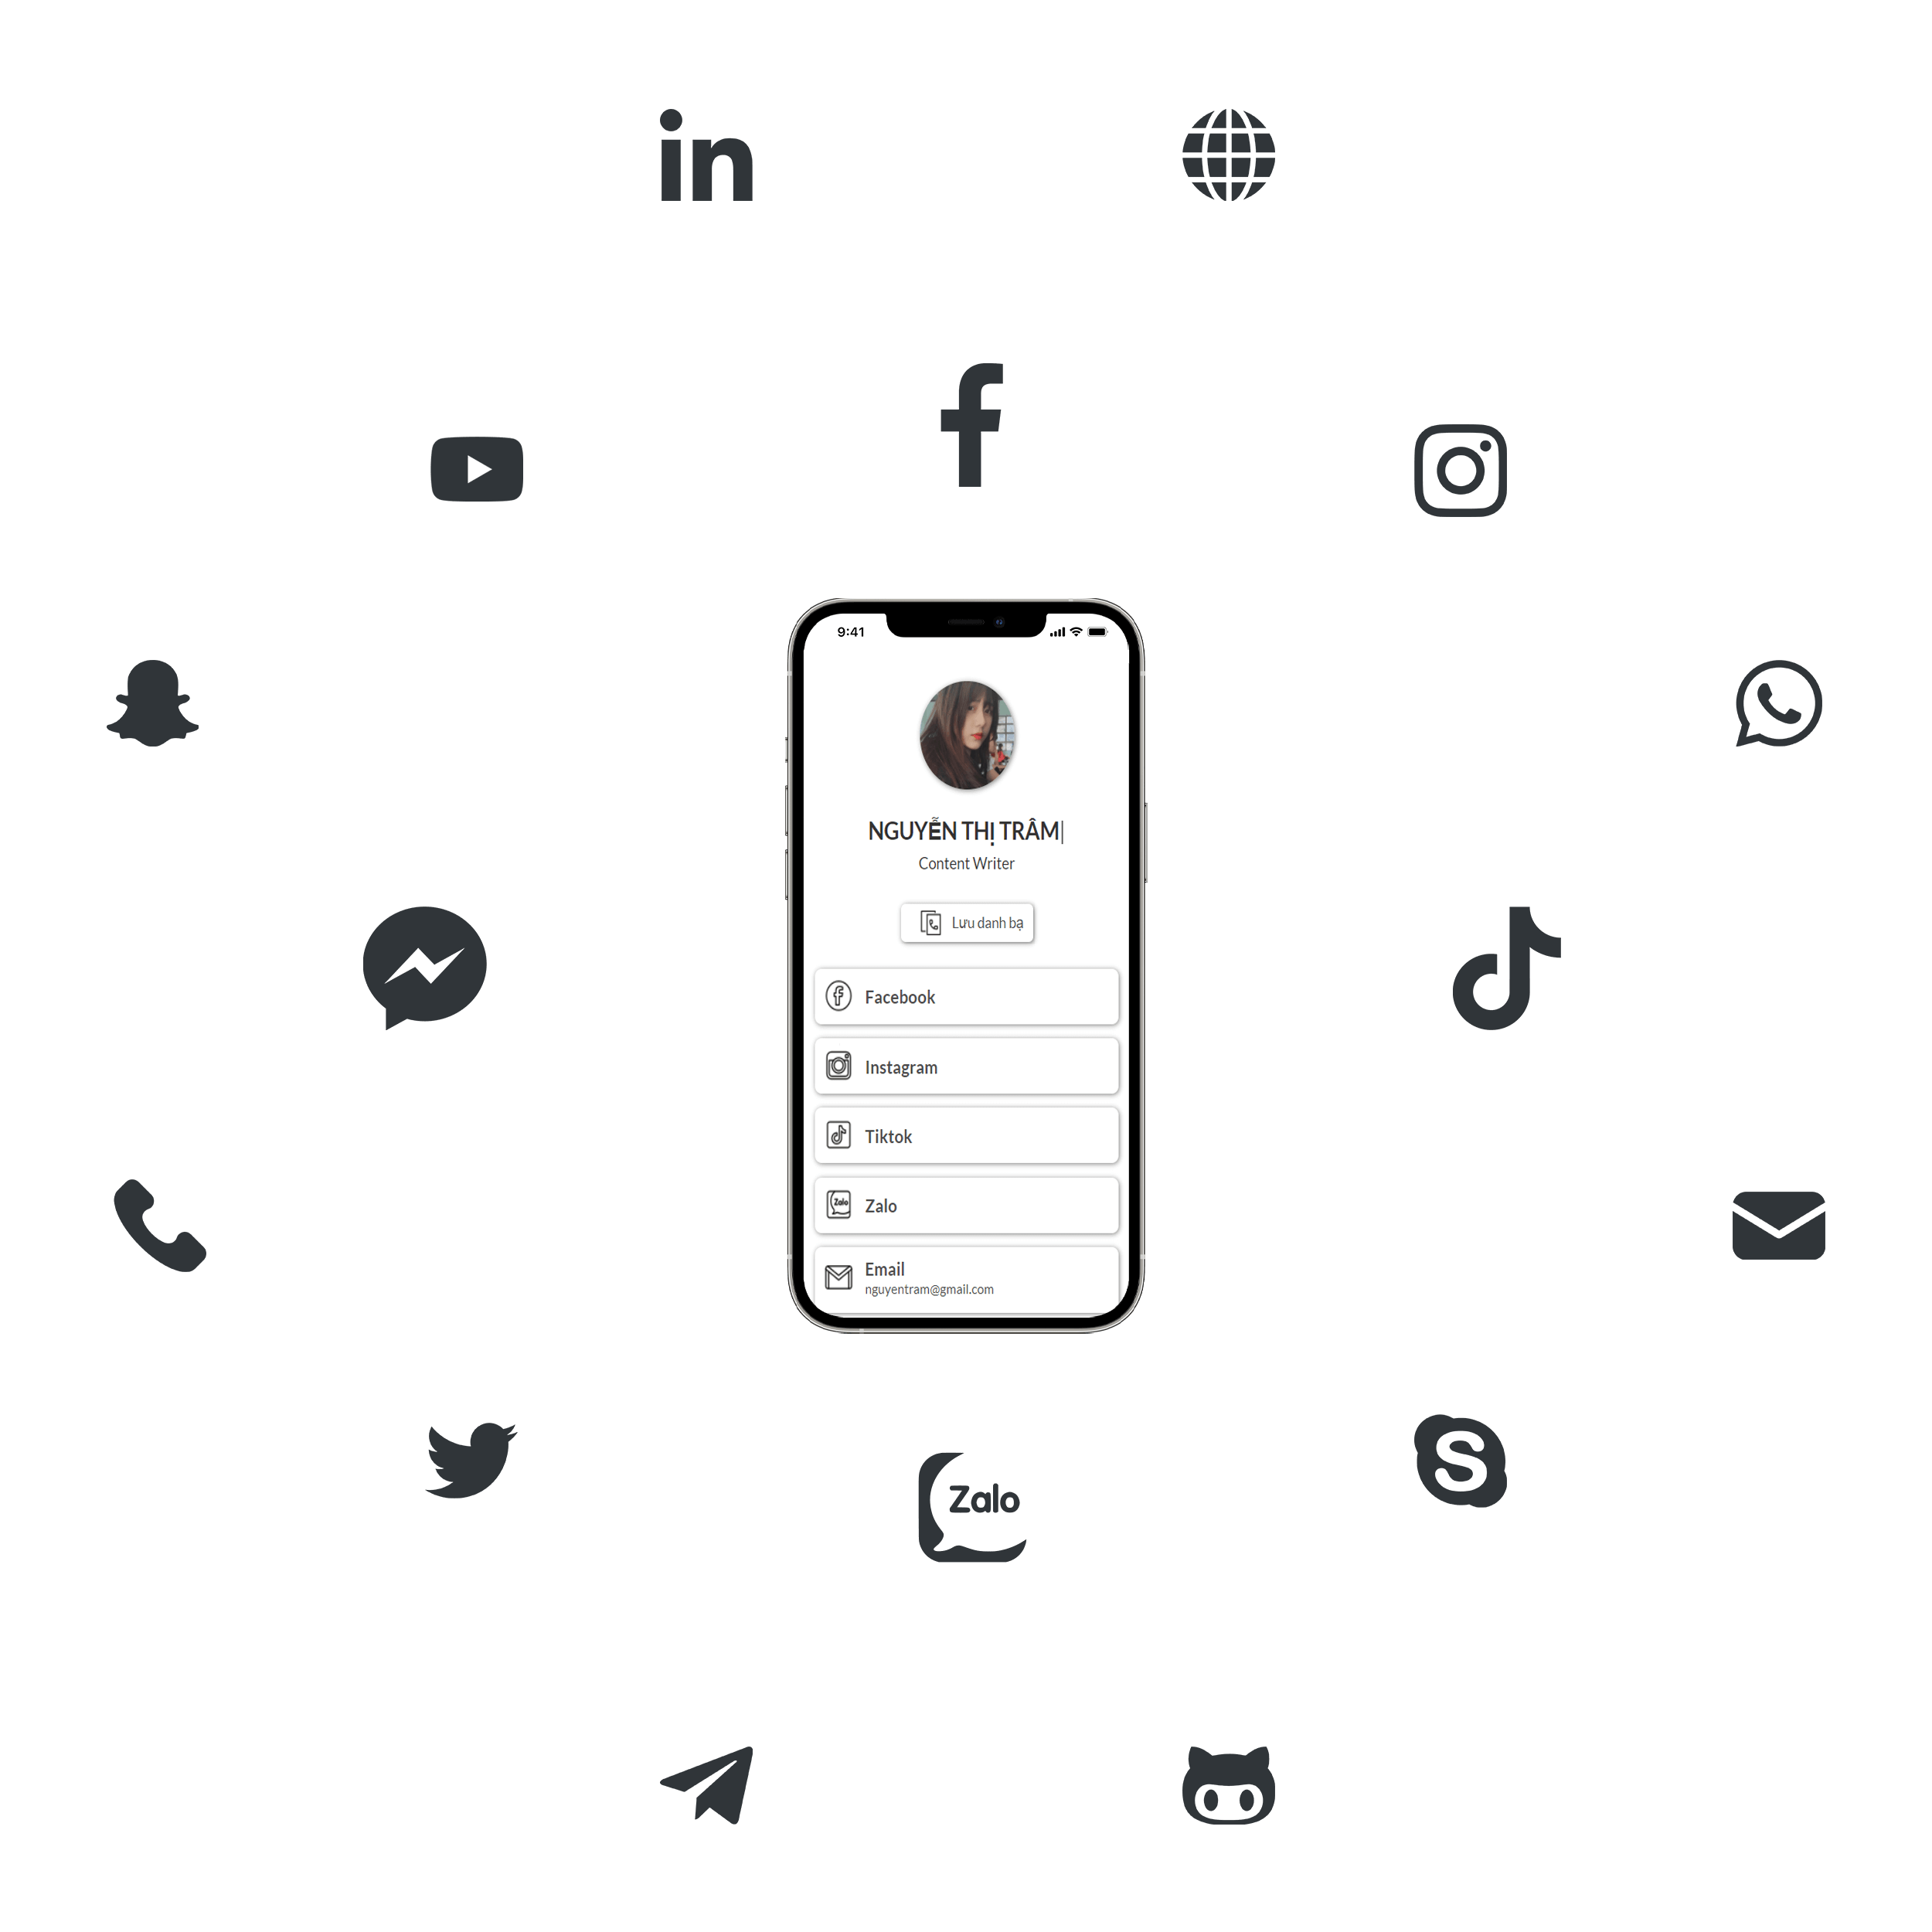 in
f
9:41
NGUYỄN THỊ TRÂM
Content Writer
Lưu danh bạ
Facebook
Instagram
Tiktok
Zalo
Zalo
Email
nguyentram@gmail.com
S
Zalo